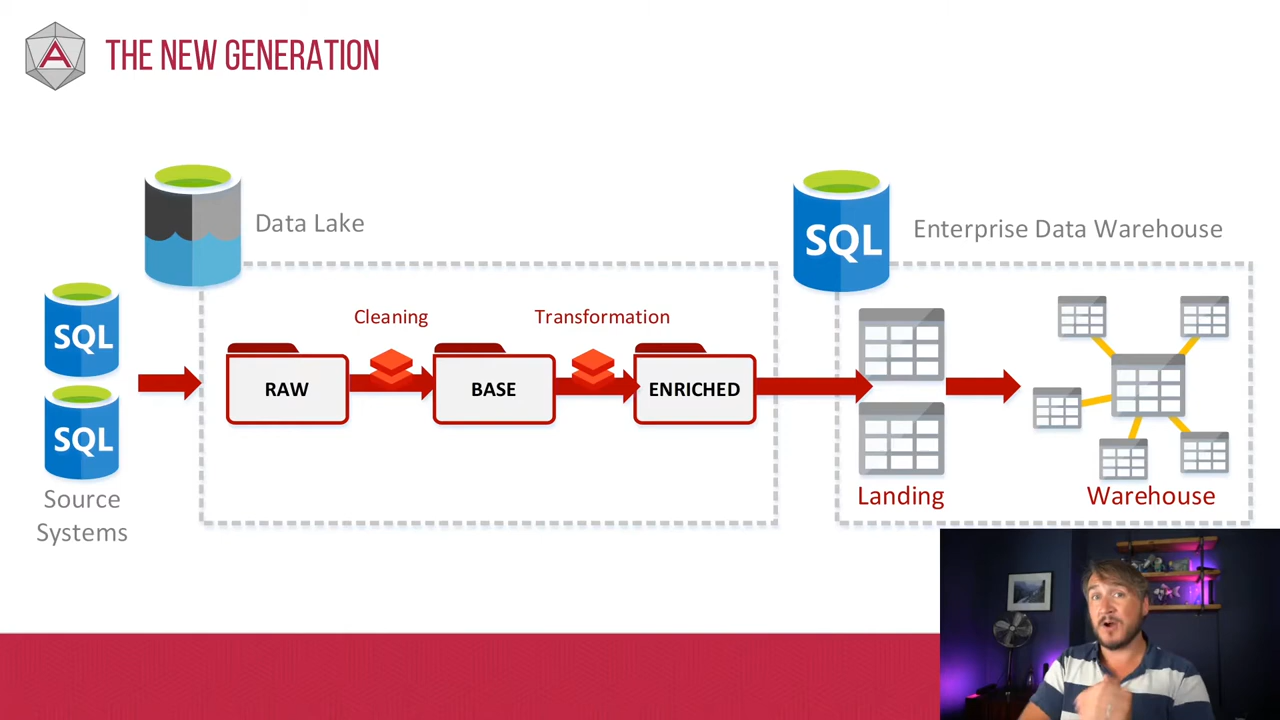 A
THE NEW GENERATION
Data Lake
SQL
Enterprise Data Warehouse
SQL
SQL
Source
Systems
Cleaning
Transformation
RAW
BASE
ENRICHED
Landing
Warehouse